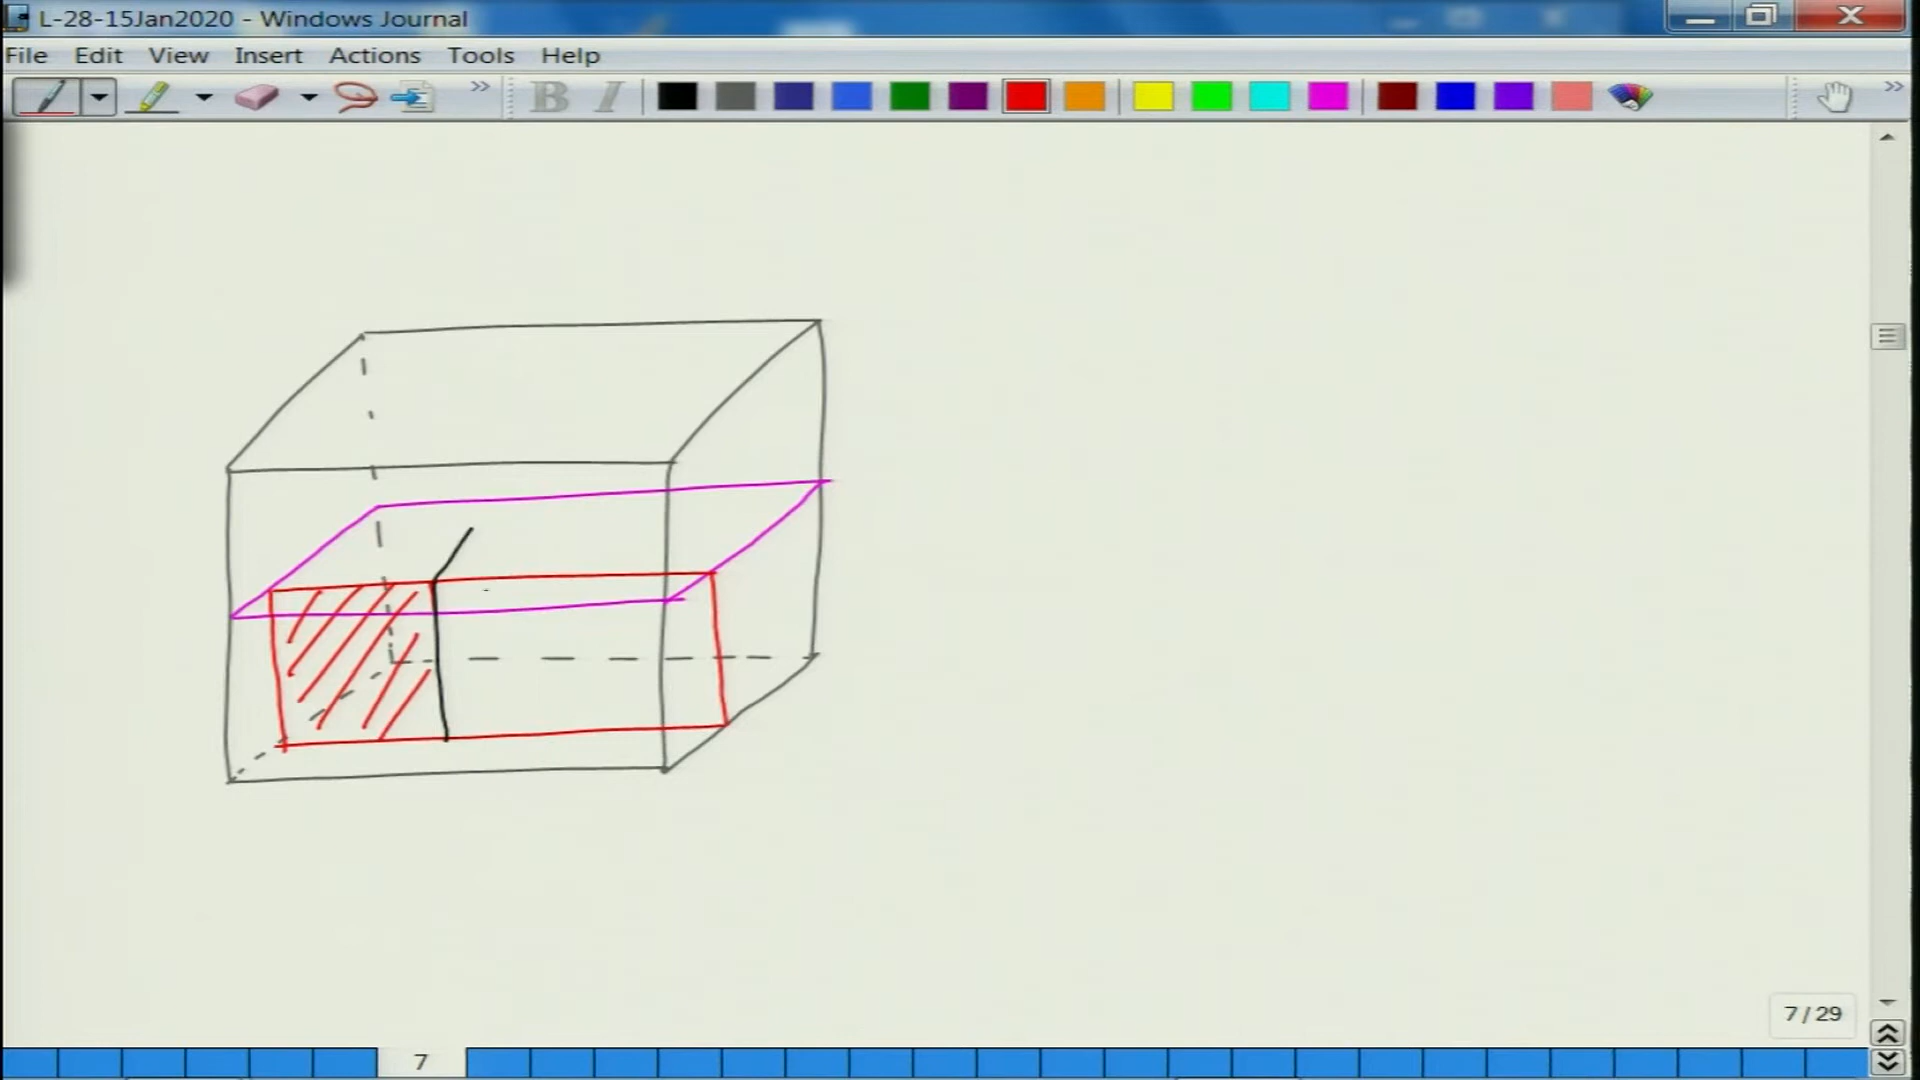 L-28-15Jan2020 - Windows Journal
File Edit View Insert Actions Tools Help
B I
7 / 29
7